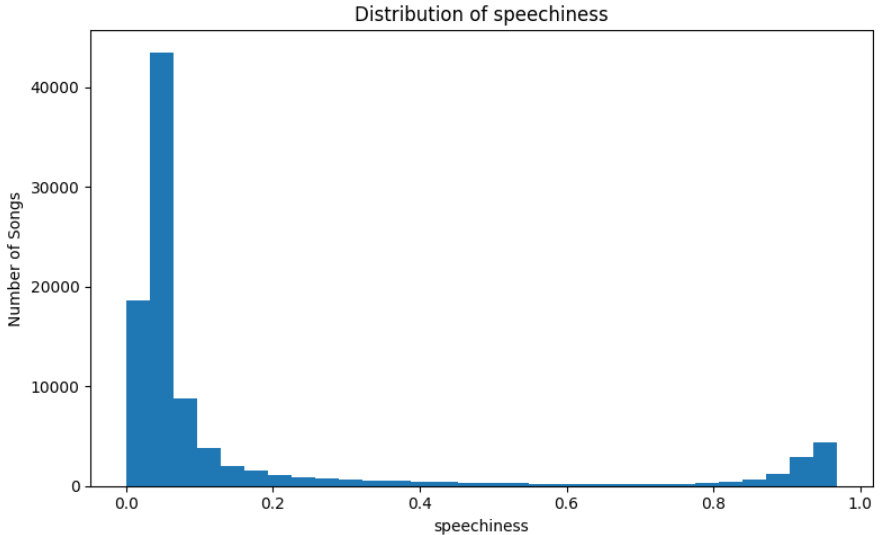 Distribution of speechiness
Number of Songs
40000
30000
20000
10000
0
0.0 0.2 0.4 0.6 0.8 1.0
speechiness